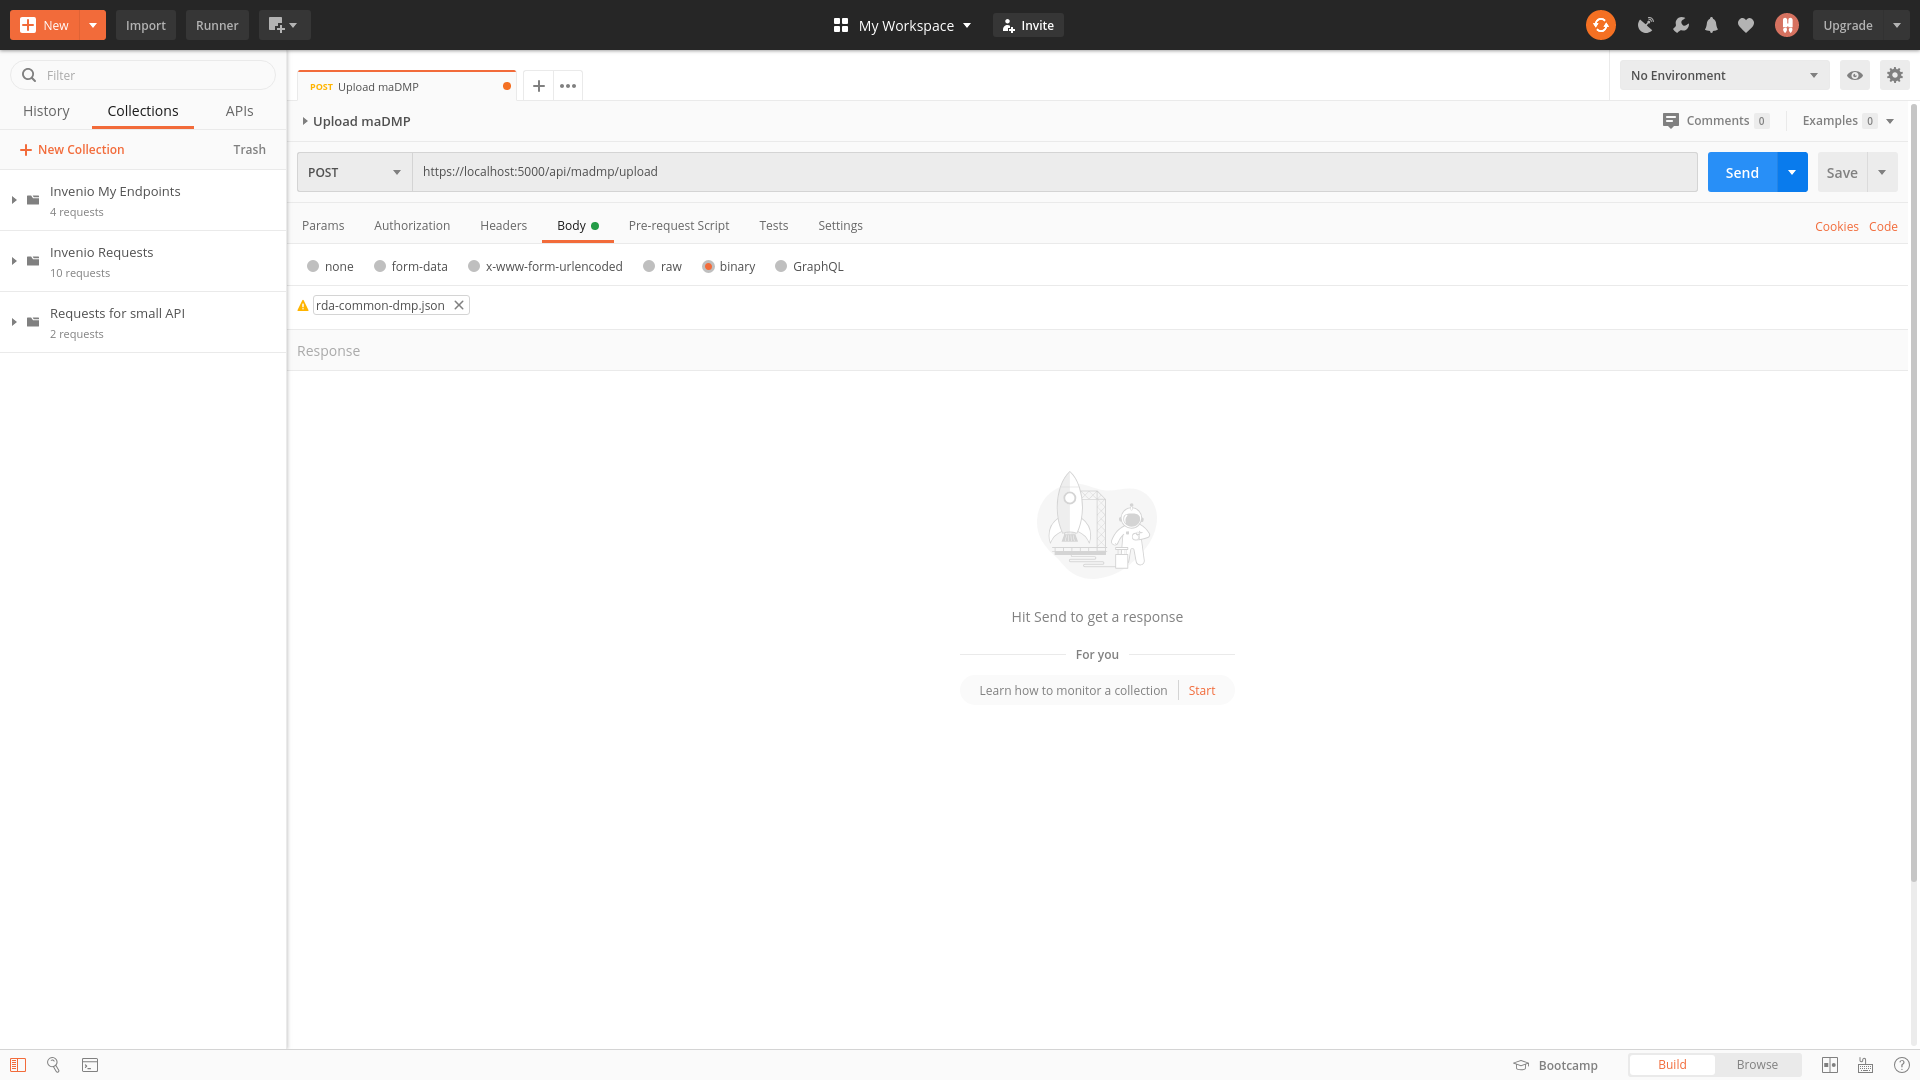 New
Import
Runner
My Workspace
Invite
Upgrade
Filter
History
Collections
APIs
New Collection
Trash
Invenio My Endpoints
4 requests
Invenio Requests
10 requests
Requests for small API
2 requests
POST Upload maDMP
No Environment
Upload maDMP
Comments 0
Examples 0
POST
https://localhost:5000/api/madmp/upload
Send
Save
Params
Authorization
Headers
Body
Pre-request Script
Tests
Settings
Cookies
Code
none
form-data
x-www-form-urlencoded
raw
binary
GraphQL
rda-common-dmp.json
Response
Hit Send to get a response
For you
Learn how to monitor a collection
Start
Bootcamp
Build
Browse